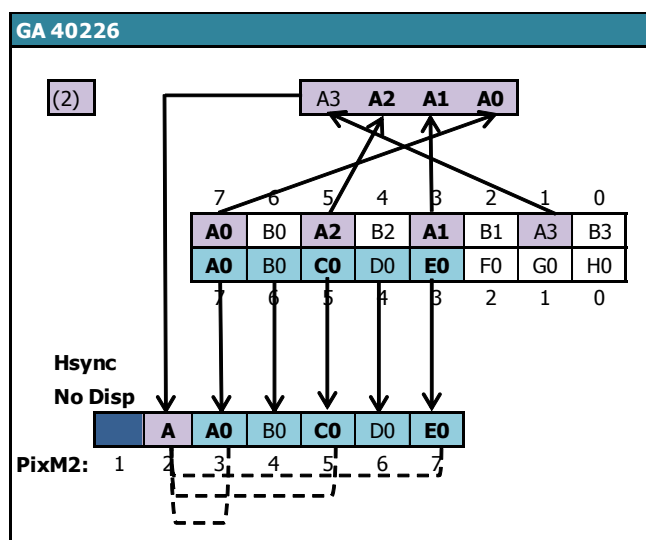 GA 40226
(2)
A3 A2 A1 A0
7 6 5 4 3 2 1 0
A0 B0 A2 B2 A1 B1 A3 B3
A0 B0 C0 D0 E0 F0 G0 H0
7 6 5 4 3 2 1 0
Hsync
No Disp
A A0 B0 C0 D0 E0
PixM2: 1 2 3 4 5 6 7